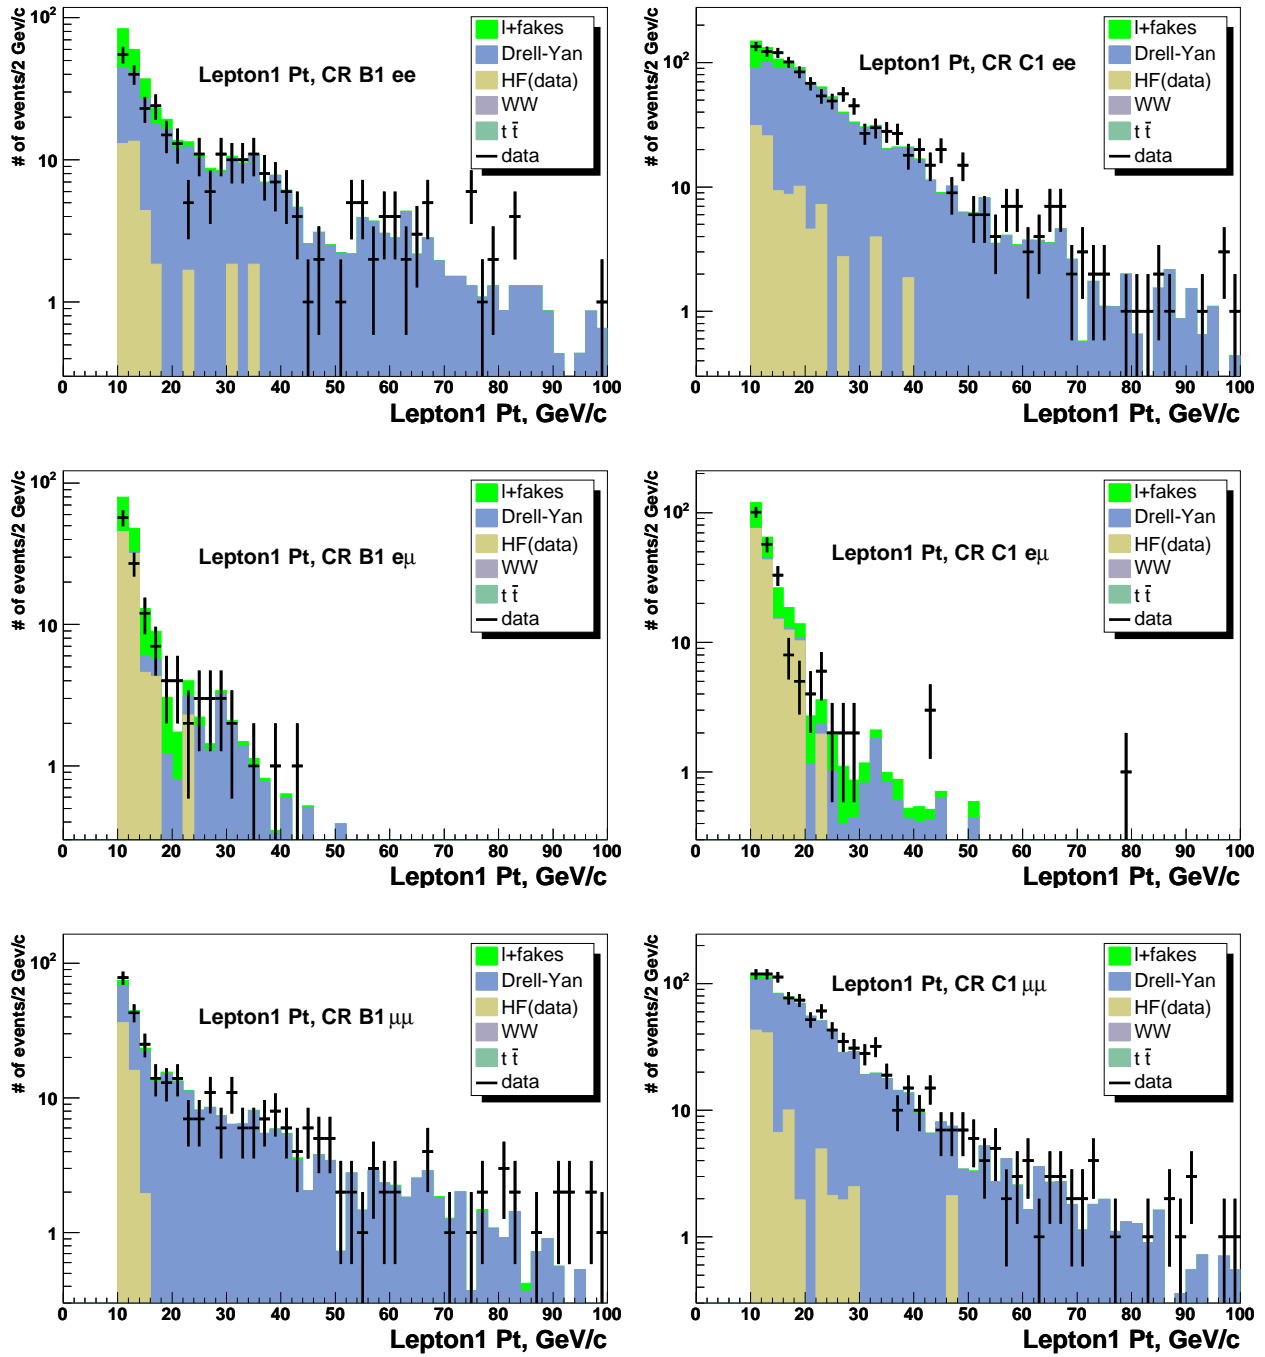 # of events/2 Gev/c
10²
10
1
Lepton1 Pt, CR B1 ee
l+fakes
Drell-Yan
HF(data)
WW
t t̄
data
0 10 20 30 40 50 60 70 80 90 100
Lepton1 Pt, GeV/c
# of events/2 Gev/c
10²
10
1
Lepton1 Pt, CR C1 ee
l+fakes
Drell-Yan
HF(data)
WW
t t̄
data
0 10 20 30 40 50 60 70 80 90 100
Lepton1 Pt, GeV/c
# of events/2 Gev/c
10²
10
1
Lepton1 Pt, CR B1 eμ
l+fakes
Drell-Yan
HF(data)
WW
t t̄
data
0 10 20 30 40 50 60 70 80 90 100
Lepton1 Pt, GeV/c
# of events/2 Gev/c
10²
10
1
Lepton1 Pt, CR C1 eμ
l+fakes
Drell-Yan
HF(data)
WW
t t̄
data
0 10 20 30 40 50 60 70 80 90 100
Lepton1 Pt, GeV/c
# of events/2 Gev/c
10²
10
1
Lepton1 Pt, CR B1 μμ
l+fakes
Drell-Yan
HF(data)
WW
t t̄
data
0 10 20 30 40 50 60 70 80 90 100
Lepton1 Pt, GeV/c
# of events/2 Gev/c
10²
10
1
Lepton1 Pt, CR C1 μμ
l+fakes
Drell-Yan
HF(data)
WW
t t̄
data
0 10 20 30 40 50 60 70 80 90 100
Lepton1 Pt, GeV/c